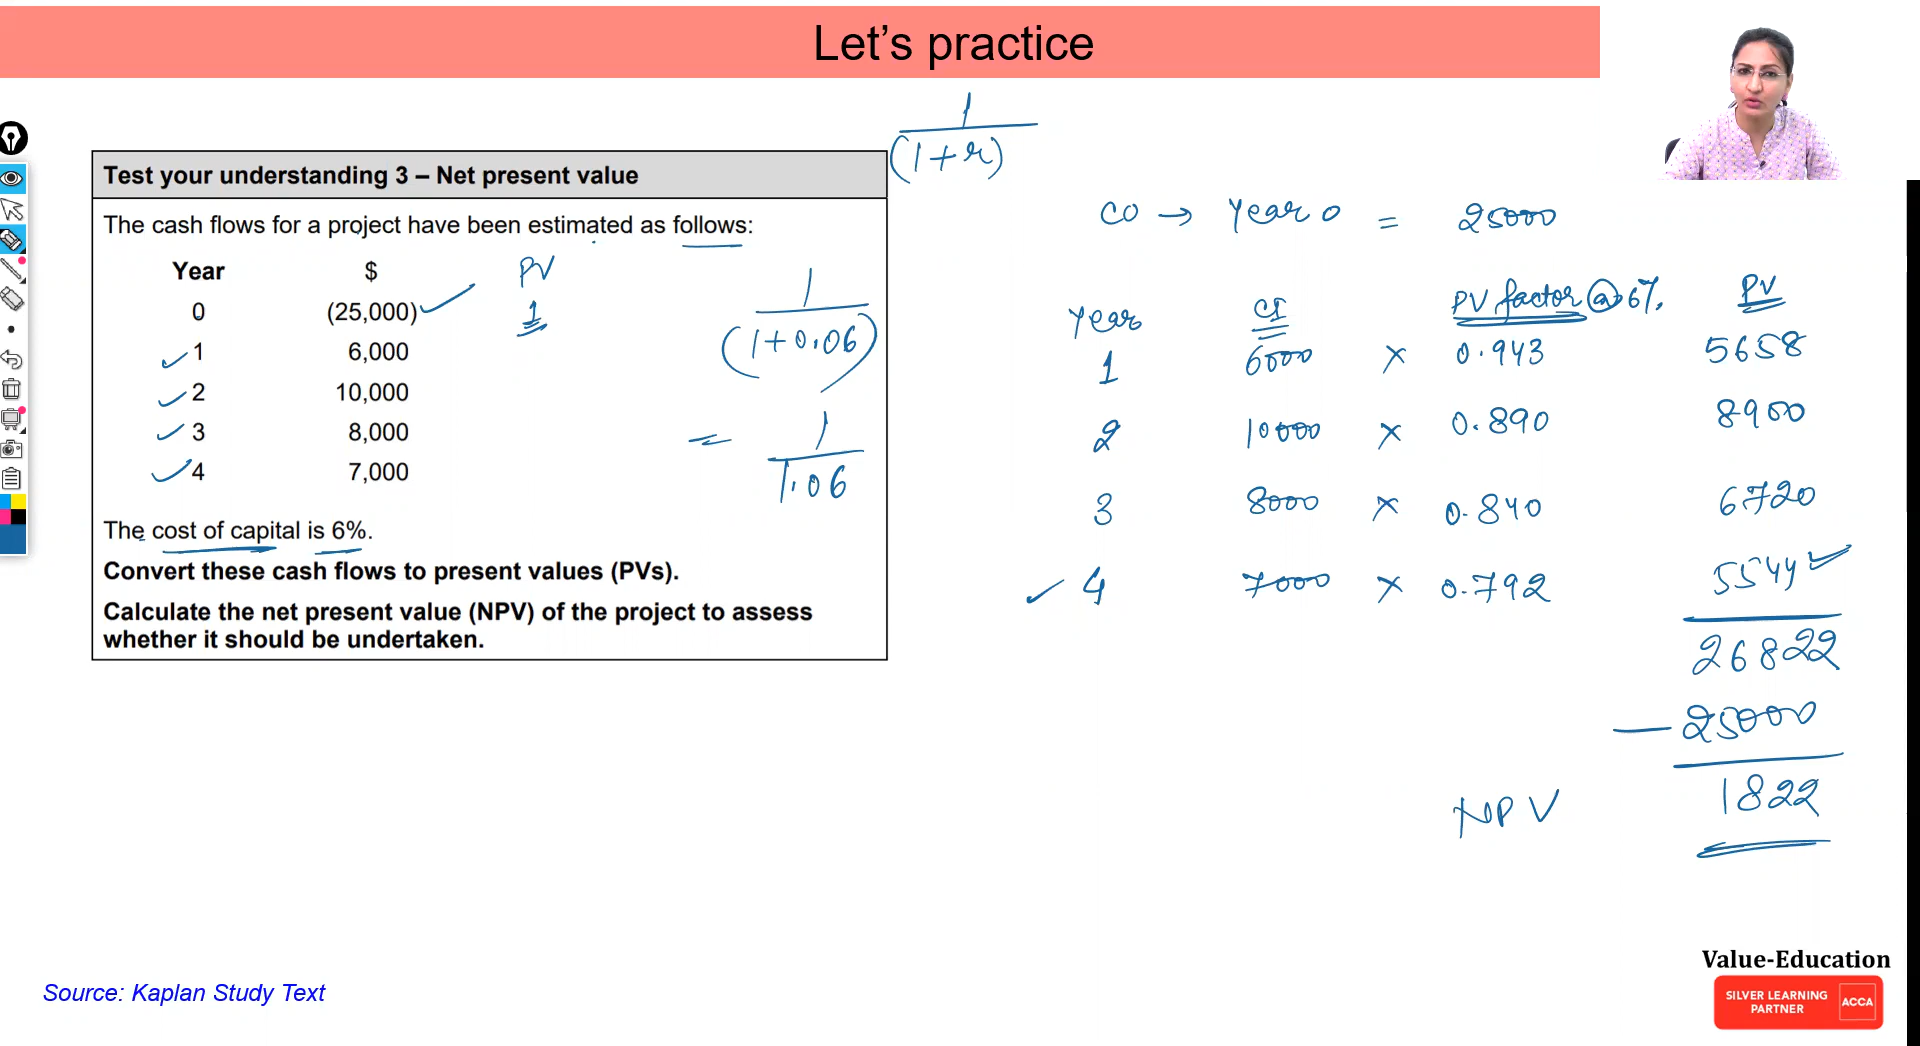 Let's practice
Test your understanding 3 – Net present value
The cash flows for a project have been estimated as follows:
Year $ PV
0 (25,000) 1
1 6,000
2 10,000
3 8,000
4 7,000
The cost of capital is 6%.
Convert these cash flows to present values (PVs).
Calculate the net present value (NPV) of the project to assess
whether it should be undertaken.
1
(1+r)
1
(1+0.06)
= 1
1.06
CO → Year 0 = 25000
Year CI PV factor @ 6% PV
1 6000 × 0.943 5658
2 10000 × 0.890 8900
3 8000 × 0.840 6720
4 7000 × 0.792 5544
26822
— 25000
NPV 1822
Source: Kaplan Study Text
Value-Education
SILVER LEARNING
PARTNER
ACCA